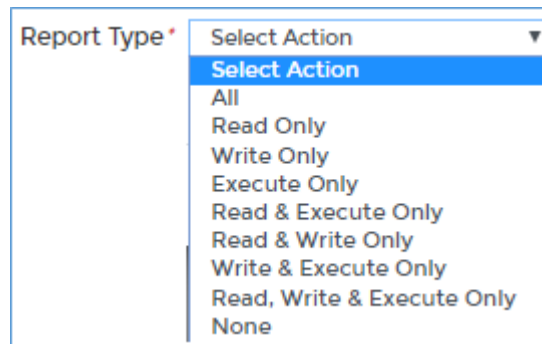 Report Type* Select Action
Select Action
All
Read Only
Write Only
Execute Only
Read & Execute Only
Read & Write Only
Write & Execute Only
Read, Write & Execute Only
None